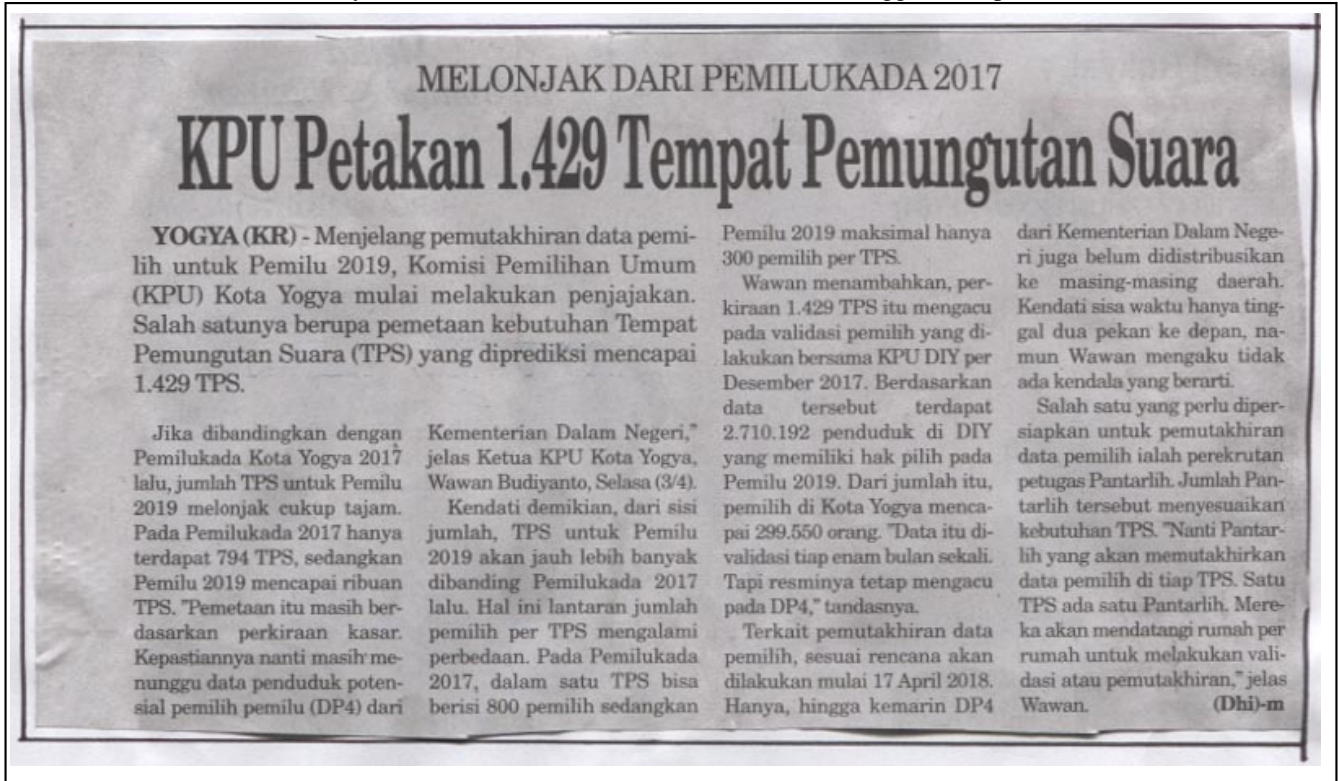 MELONJAK DARI PEMILUKADA 2017
KPU Petakan 1.429 Tempat Pemungutan Suara
YOGYA (KR) - Menjelang pemutakhiran data pemi-
lih untuk Pemilu 2019, Komisi Pemilihan Umum
(KPU) Kota Yogya mulai melakukan penjajakan.
Salah satunya berupa pemetaan kebutuhan Tempat
Pemungutan Suara (TPS) yang diprediksi mencapai
1.429 TPS.
Jika dibandingkan dengan
Pemilukada Kota Yogya 2017
lalu, jumlah TPS untuk Pemilu
2019 melonjak cukup tajam.
Pada Pemilukada 2017 hanya
terdapat 794 TPS, sedangkan
Pemilu 2019 mencapai ribuan
TPS. "Pemetaan itu masih ber-
dasarkan perkiraan kasar.
Kepastiannya nanti masih me-
nunggu data penduduk poten-
sial pemilih pemilu (DP4) dari
Kementerian Dalam Negeri,"
jelas Ketua KPU Kota Yogya,
Wawan Budiyanto, Selasa (3/4).
Kendati demikian, dari sisi
jumlah, TPS untuk Pemilu
2019 akan jauh lebih banyak
dibanding Pemilukada 2017
lalu. Hal ini lantaran jumlah
pemilih per TPS mengalami
perbedaan. Pada Pemilukada
2017, dalam satu TPS bisa
berisi 800 pemilih sedangkan
Pemilu 2019 maksimal hanya
300 pemilih per TPS.
Wawan menambahkan, per-
kiraan 1.429 TPS itu mengacu
pada validasi pemilih yang di-
lakukan bersama KPU DIY per
Desember 2017. Berdasarkan
data tersebut terdapat
2.710.192 penduduk di DIY
yang memiliki hak pilih pada
Pemilu 2019. Dari jumlah itu,
pemilih di Kota Yogya menca-
pai 299.550 orang. "Data itu di-
validasi tiap enam bulan sekali.
Tapi resminya tetap mengacu
pada DP4," tandasnya.
Terkait pemutakhiran data
pemilih, sesuai rencana akan
dilakukan mulai 17 April 2018.
Hanya, hingga kemarin DP4
dari Kementerian Dalam Nege-
ri juga belum didistribusikan
ke masing-masing daerah.
Kendati sisa waktu hanya ting-
gal dua pekan ke depan, na-
mun Wawan mengaku tidak
ada kendala yang berarti.
Salah satu yang perlu diper-
siapkan untuk pemutakhiran
data pemilih ialah perekrutan
petugas Pantarlih. Jumlah Pan-
tarlih tersebut menyesuaikan
kebutuhan TPS. "Nanti Pantar-
lih yang akan memutakhirkan
data pemilih di tiap TPS. Satu
TPS ada satu Pantarlih. Mere-
ka akan mendatangi rumah per
rumah untuk melakukan vali-
dasi atau pemutakhiran," jelas
Wawan. (Dhi)-m